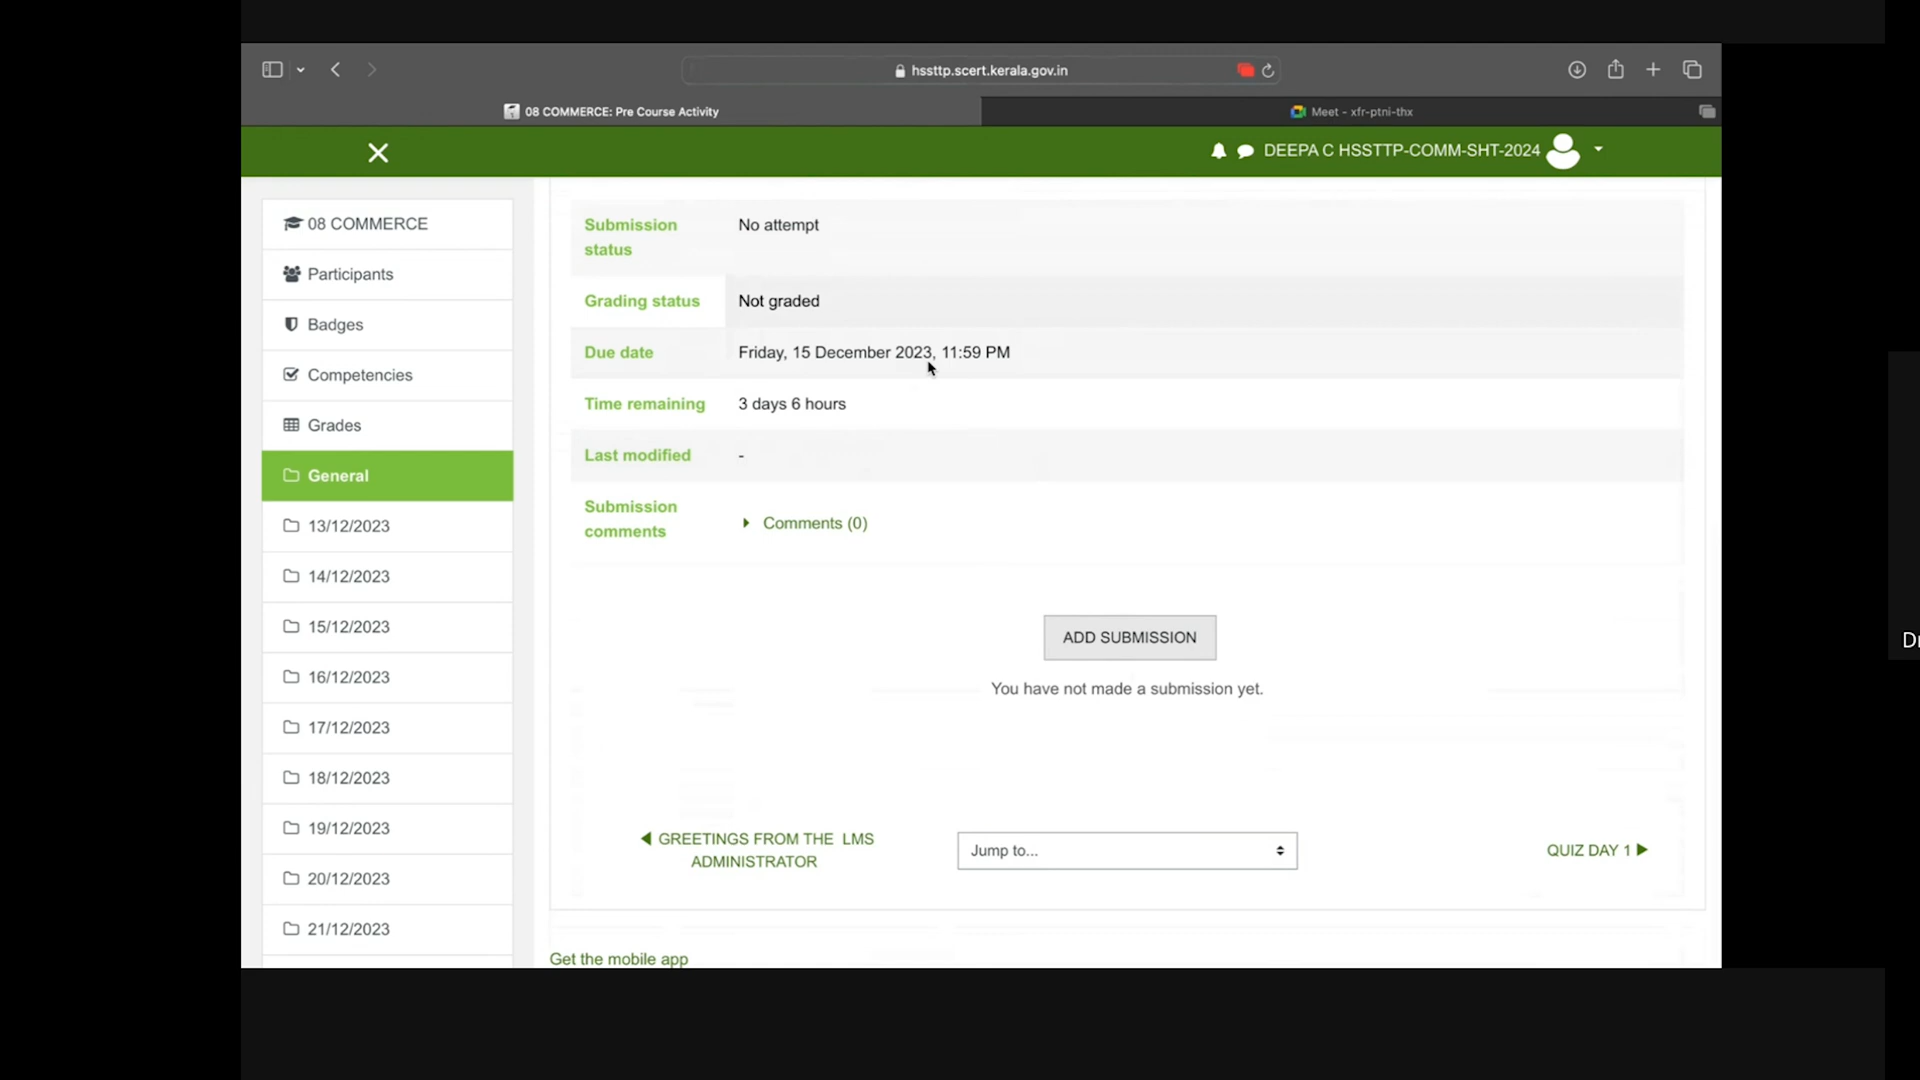 hssttp.scert.kerala.gov.in
08 COMMERCE: Pre Course Activity
Meet - xfr-ptni-thx
DEEPA C HSSTTP-COMM-SHT-2024
08 COMMERCE
Participants
Badges
Competencies
Grades
General
13/12/2023
14/12/2023
15/12/2023
16/12/2023
17/12/2023
18/12/2023
19/12/2023
20/12/2023
21/12/2023
Submission
status
No attempt
Grading status
Not graded
Due date
Friday, 15 December 2023, 11:59 PM
Time remaining
3 days 6 hours
Last modified
-
Submission
comments
Comments (0)
ADD SUBMISSION
You have not made a submission yet.
GREETINGS FROM THE LMS
ADMINISTRATOR
Jump to...
QUIZ DAY 1
Get the mobile app